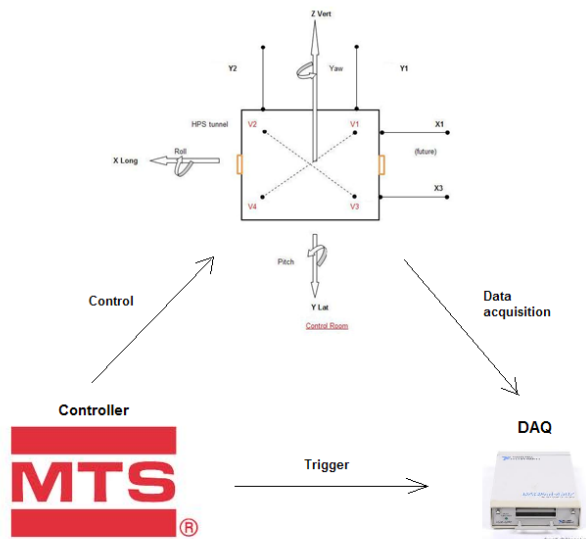 Z Vert
Y2
Yaw
Y1
HPS tunnel
V2
V1
X1
X Long
Roll
(future)
X3
V4
V3
Pitch
Y Lat
Control Room
Control
Data
acquisition
Controller
DAQ
MTS
®
Trigger